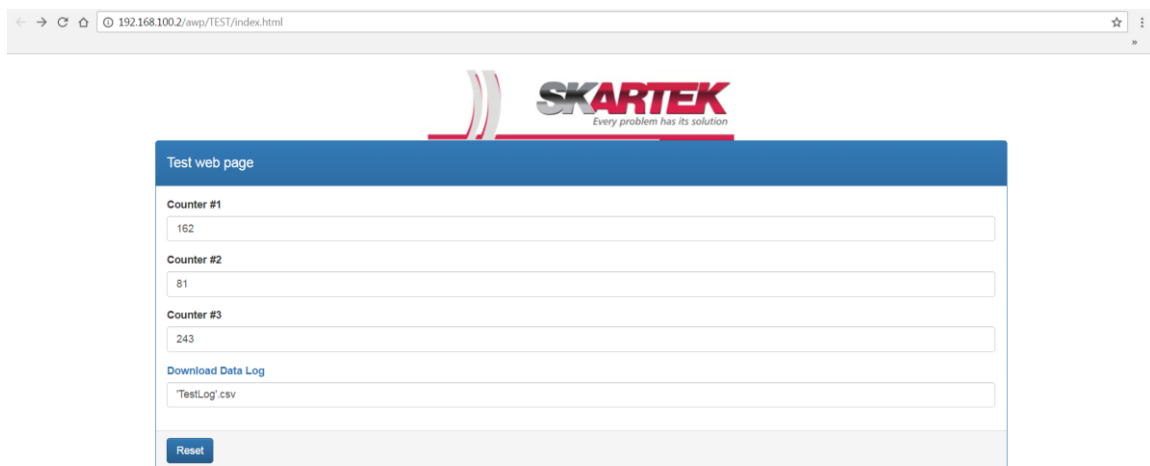 192.168.100.2/awp/TEST/index.html
»
SKARTEK
Every problem has its solution
Test web page
Counter #1
162
Counter #2
81
Counter #3
243
Download Data Log
'TestLog'.csv
Reset